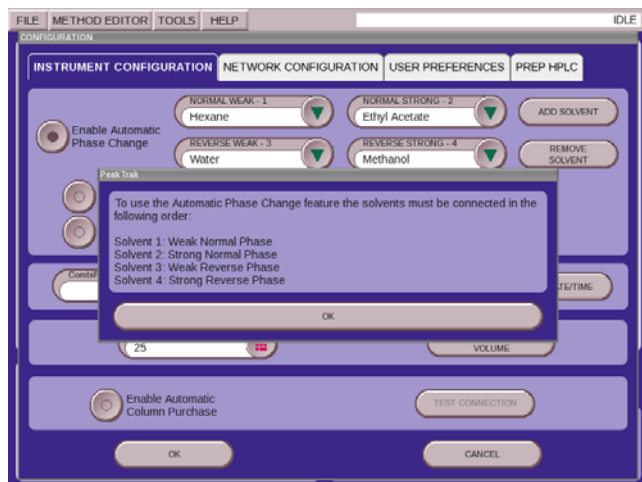 FILE METHOD EDITOR TOOLS HELP IDLE
CONFIGURATION
INSTRUMENT CONFIGURATION NETWORK CONFIGURATION USER PREFERENCES PREP HPLC
NORMAL WEAK - 1 NORMAL STRONG - 2
Hexane Ethyl Acetate ADD SOLVENT
Enable Automatic
Phase Change
REVERSE WEAK - 3 REVERSE STRONG - 4
Water Methanol REMOVE
SOLVENT
PeakTrak
To use the Automatic Phase Change feature the solvents must be connected in the
following order:
Solvent 1: Weak Normal Phase
Solvent 2: Strong Normal Phase
Solvent 3: Weak Reverse Phase
Solvent 4: Strong Reverse Phase
OK
25 VOLUME
Enable Automatic
Column Purchase
TEST CONNECTION
OK CANCEL